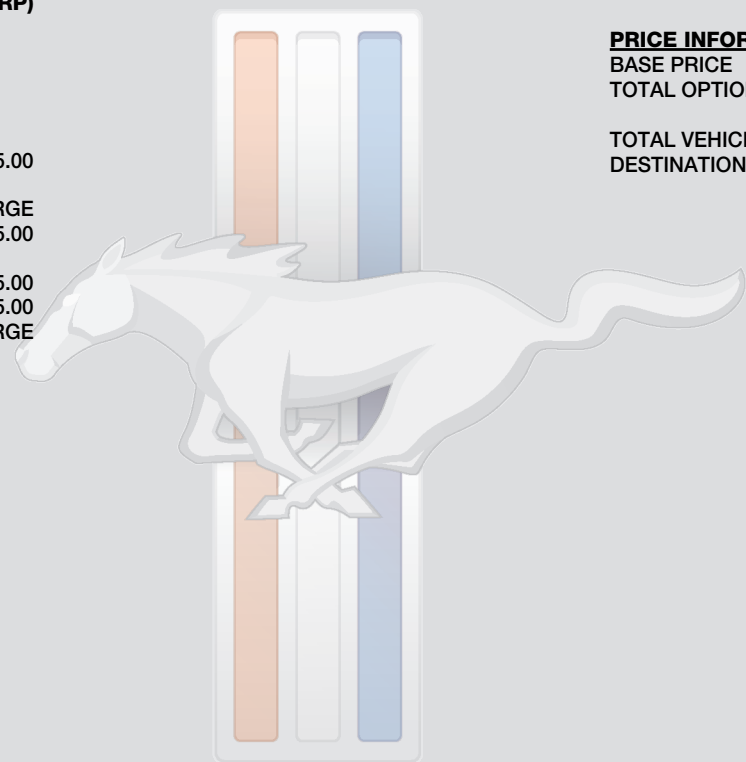 RP)
5.00
RGE
5.00
5.00
5.00
RGE
PRICE INFOR
BASE PRICE
TOTAL OPTIO
TOTAL VEHIC
DESTINATION